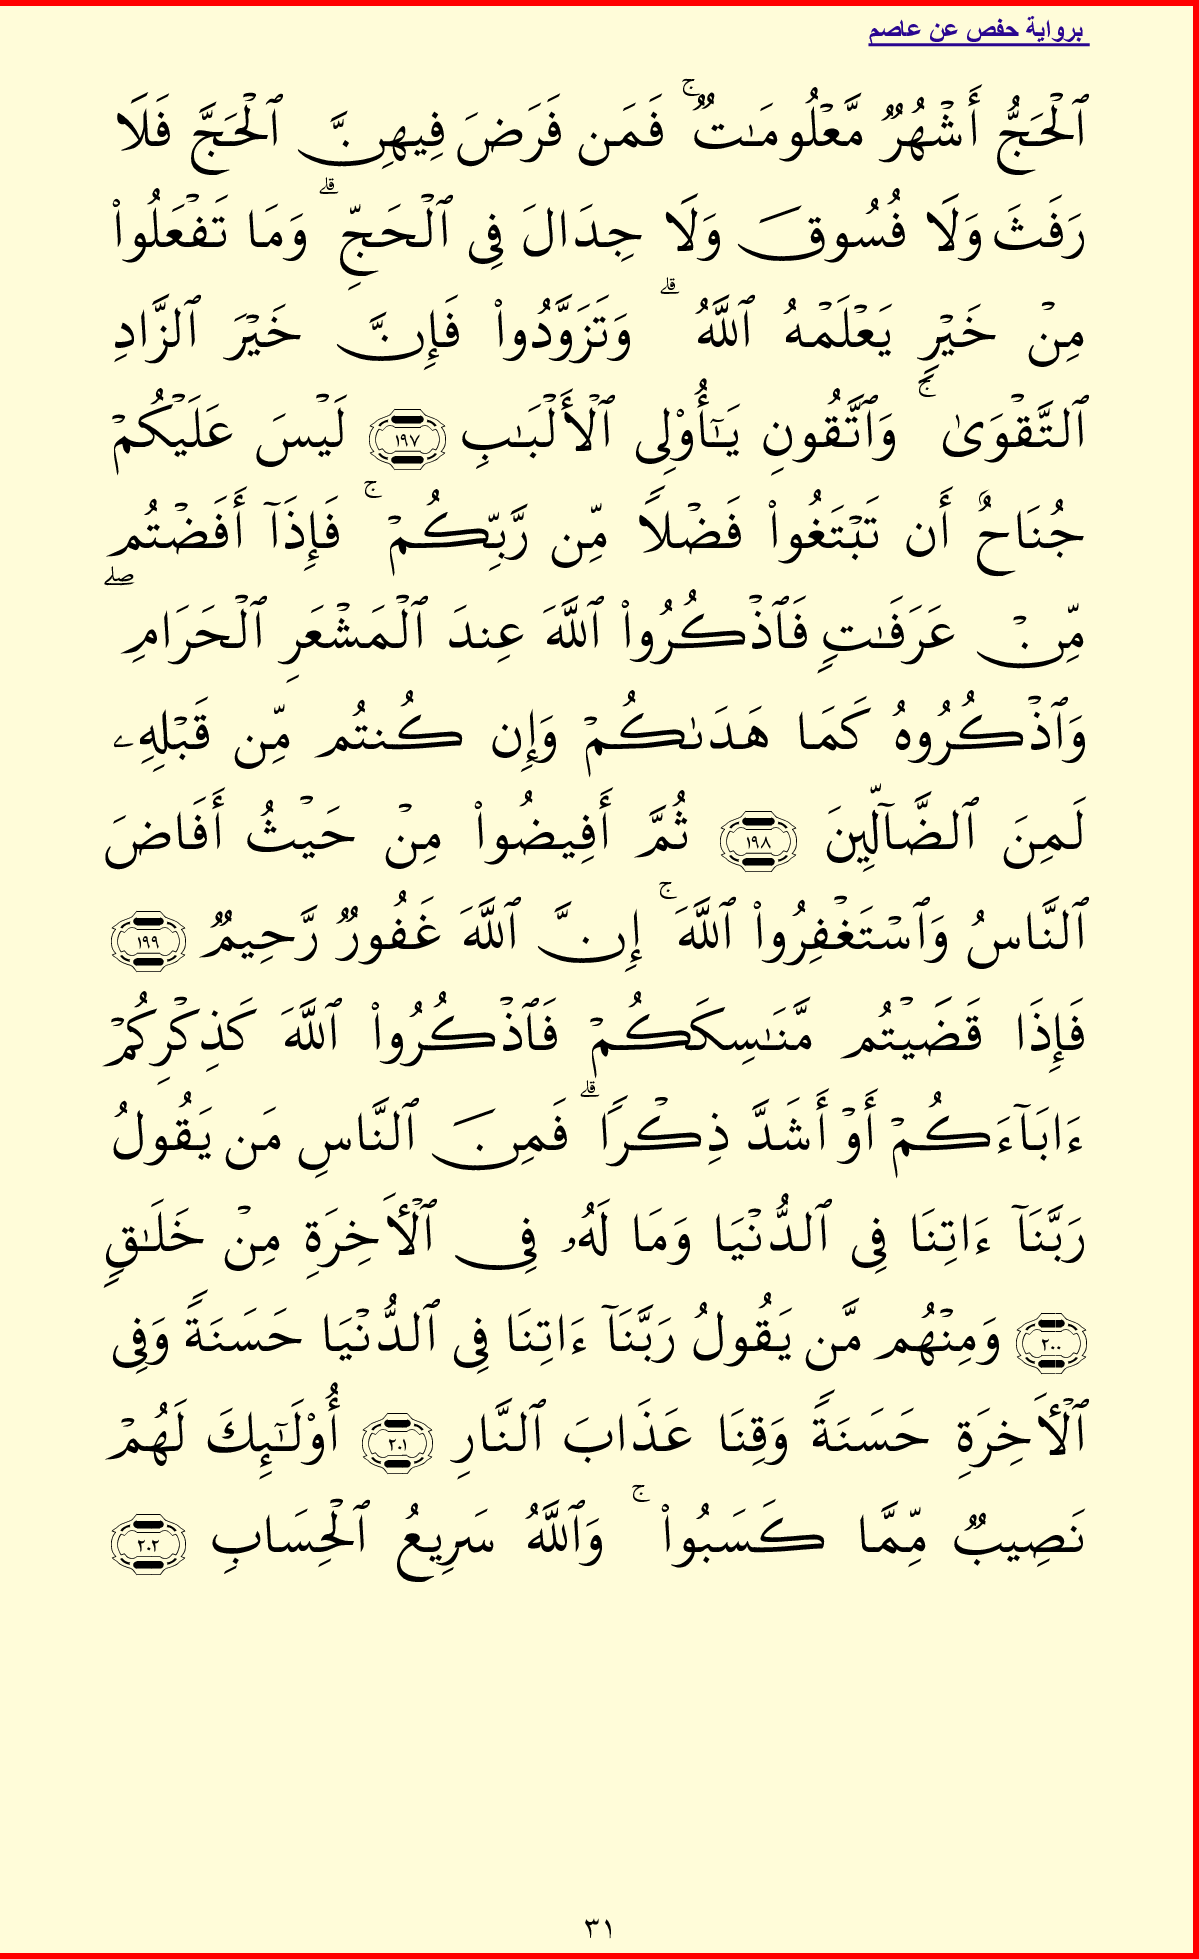 برواية حفص عن عاصم
ٱلْحَجُّ أَشْهُرٌ مَّعْلُومَـٰتٌ ۚ فَمَن فَرَضَ فِيهِنَّ ٱلْحَجَّ فَلَا
رَفَثَ وَلَا فُسُوقَ وَلَا جِدَالَ فِى ٱلْحَجِّ ۗ وَمَا تَفْعَلُوا۟
مِنْ خَيْرٍ يَعْلَمْهُ ٱللَّهُ ۗ وَتَزَوَّدُوا۟ فَإِنَّ خَيْرَ ٱلزَّادِ
ٱلتَّقْوَىٰ ۚ وَٱتَّقُونِ يَـٰٓأُو۟لِى ٱلْأَلْبَـٰبِ ١٩٧ لَيْسَ عَلَيْكُمْ
جُنَاحٌ أَن تَبْتَغُوا۟ فَضْلًا مِّن رَّبِّكُمْ ۚ فَإِذَآ أَفَضْتُم
مِّنْ عَرَفَـٰتٍ فَٱذْكُرُوا۟ ٱللَّهَ عِندَ ٱلْمَشْعَرِ ٱلْحَرَامِ ۖ
وَٱذْكُرُوهُ كَمَا هَدَىٰكُمْ وَإِن كُنتُم مِّن قَبْلِهِۦ
لَمِنَ ٱلضَّآلِّينَ ١٩٨ ثُمَّ أَفِيضُوا۟ مِنْ حَيْثُ أَفَاضَ
ٱلنَّاسُ وَٱسْتَغْفِرُوا۟ ٱللَّهَ ۚ إِنَّ ٱللَّهَ غَفُورٌ رَّحِيمٌ ١٩٩
فَإِذَا قَضَيْتُم مَّنَـٰسِكَكُمْ فَٱذْكُرُوا۟ ٱللَّهَ كَذِكْرِكُمْ
ءَابَآءَكُمْ أَوْ أَشَدَّ ذِكْرًا ۗ فَمِنَ ٱلنَّاسِ مَن يَقُولُ
رَبَّنَآ ءَاتِنَا فِى ٱلدُّنْيَا وَمَا لَهُۥ فِى ٱلْأَخِرَةِ مِنْ خَلَـٰقٍ
٢٠٠ وَمِنْهُم مَّن يَقُولُ رَبَّنَآ ءَاتِنَا فِى ٱلدُّنْيَا حَسَنَةً وَفِى
ٱلْأَخِرَةِ حَسَنَةً وَقِنَا عَذَابَ ٱلنَّارِ ٢٠١ أُو۟لَـٰٓئِكَ لَهُمْ
نَصِيبٌ مِّمَّا كَسَبُوا۟ ۚ وَٱللَّهُ سَرِيعُ ٱلْحِسَابِ ٢٠٢
٣١